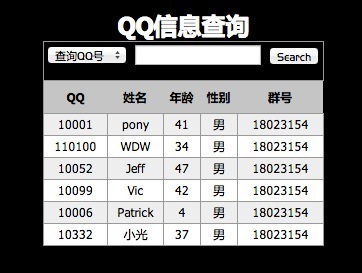 QQ信息查询
查询QQ号 Search
QQ 姓名 年龄 性别 群号
10001 pony 41 男 18023154
110100 WDW 34 男 18023154
10052 Jeff 47 男 18023154
10099 Vic 42 男 18023154
10006 Patrick 4 男 18023154
10332 小光 37 男 18023154